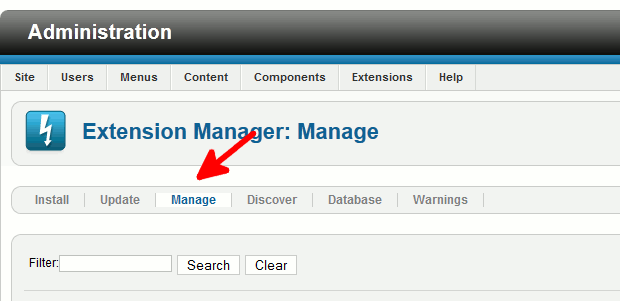 Administration
Site Users Menus Content Components Extensions Help
Extension Manager: Manage
Install Update Manage Discover Database Warnings
Filter: Search Clear